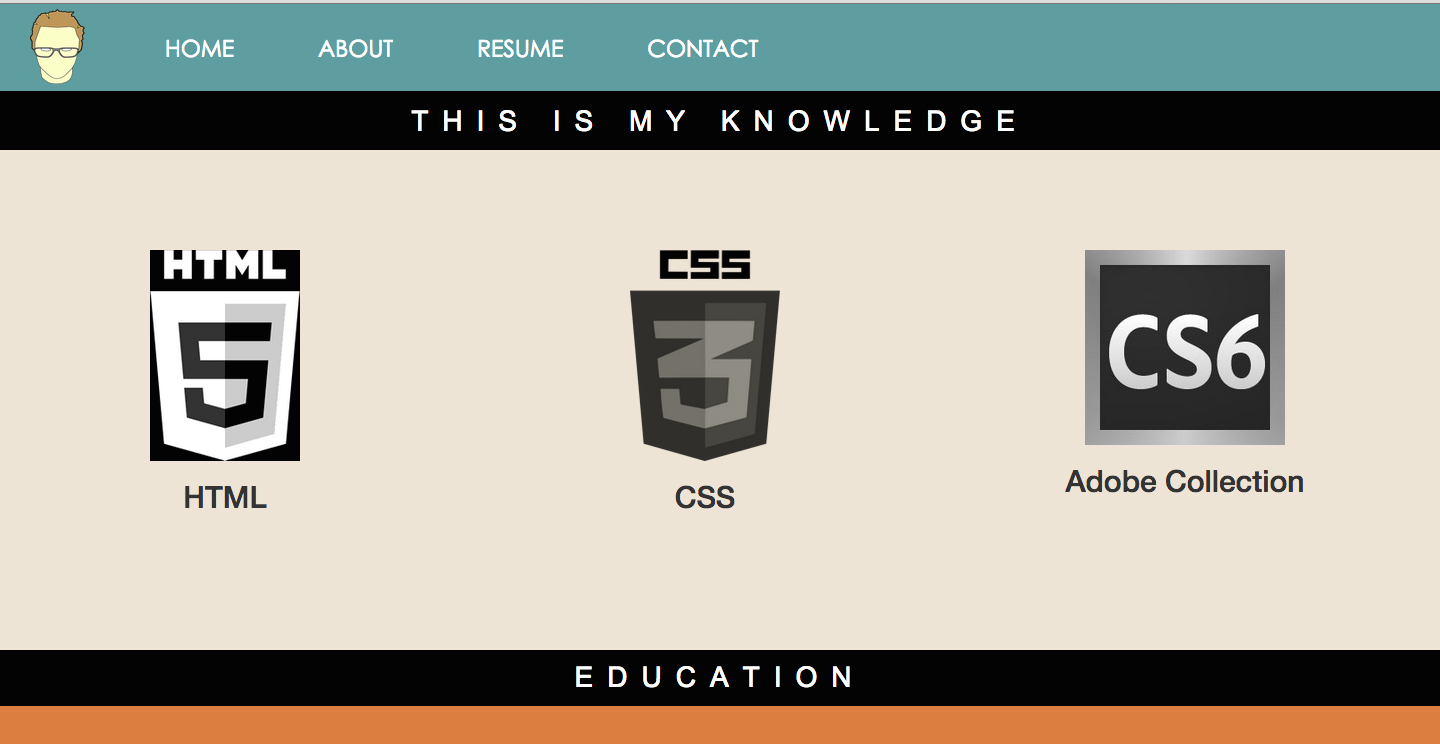 HOME ABOUT RESUME CONTACT
THIS IS MY KNOWLEDGE
HTML CSS CS6
5 3
HTML CSS Adobe Collection
EDUCATION